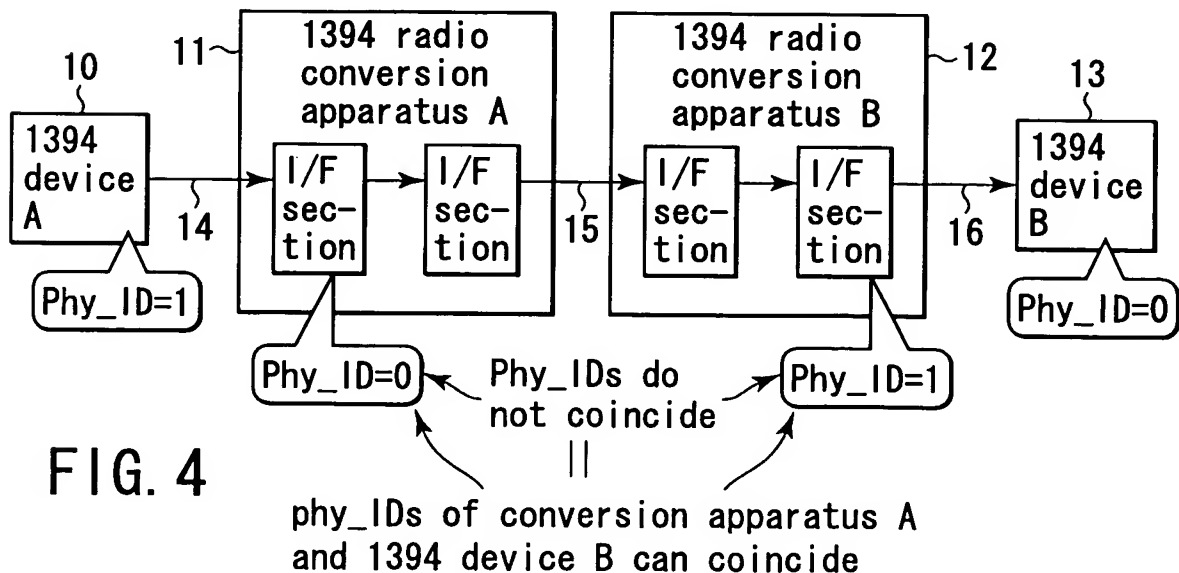 11
1394 radio
conversion
apparatus A
1394 radio
conversion
apparatus B
12
10
1394
device
A
13
1394
device
B
14
I/F
sec-
tion
I/F
sec-
tion
15
I/F
sec-
tion
I/F
sec-
tion
16
Phy_ID=1
Phy_ID=0
Phy_ID=0
Phy_IDs do
not coincide
Phy_ID=1
||
FIG. 4
phy_IDs of conversion apparatus A
and 1394 device B can coincide